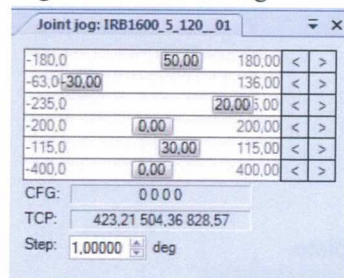 Joint jog: IRB1600_5_120__01
-180,0 50,00 180,00 < >
-63,0 -30,00 136,00 < >
-235,0 20,00 5,00 < >
-200,0 0,00 200,00 < >
-115,0 30,00 115,00 < >
-400,0 0,00 400,00 < >
CFG: 0 0 0 0
TCP: 423,21 504,36 828,57
Step: 1,00000 deg